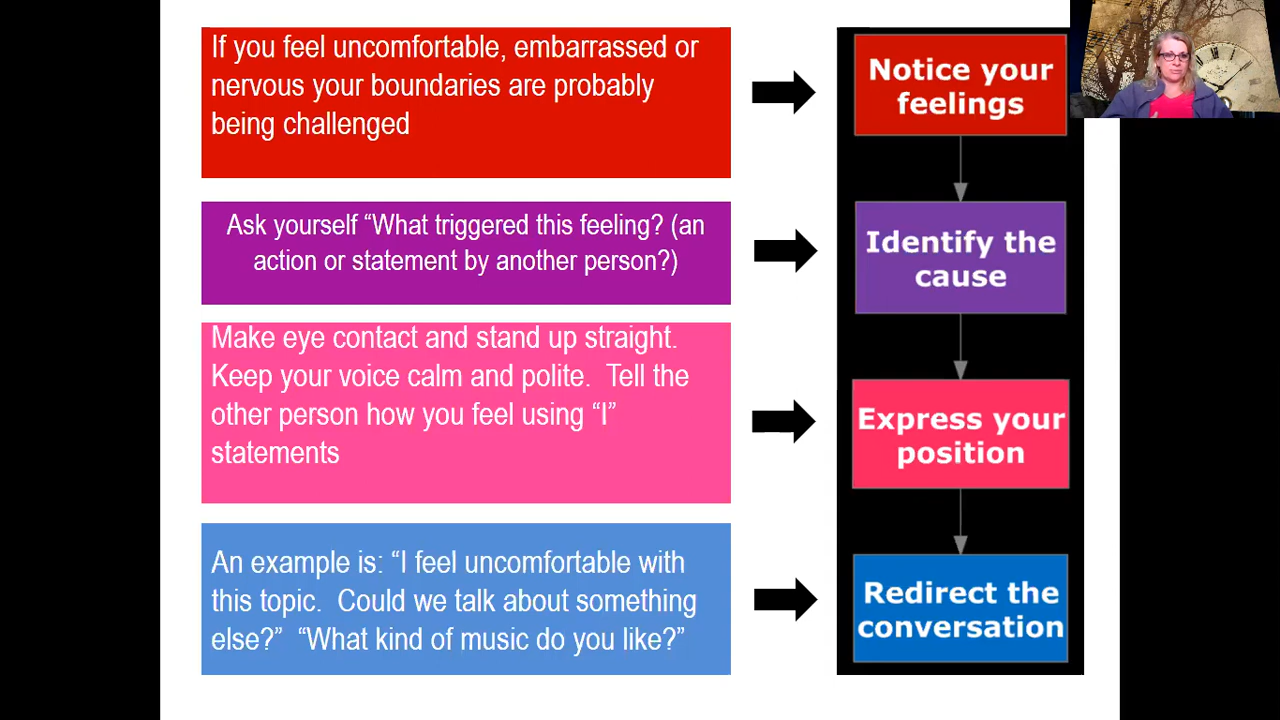 If you feel uncomfortable, embarrassed or
nervous your boundaries are probably
being challenged
Notice your
feelings
Ask yourself “What triggered this feeling? (an
action or statement by another person?)
Identify the
cause
Make eye contact and stand up straight.
Keep your voice calm and polite.  Tell the
other person how you feel using “I”
statements
Express your
position
An example is: “I feel uncomfortable with
this topic.  Could we talk about something
else?”  “What kind of music do you like?”
Redirect the
conversation